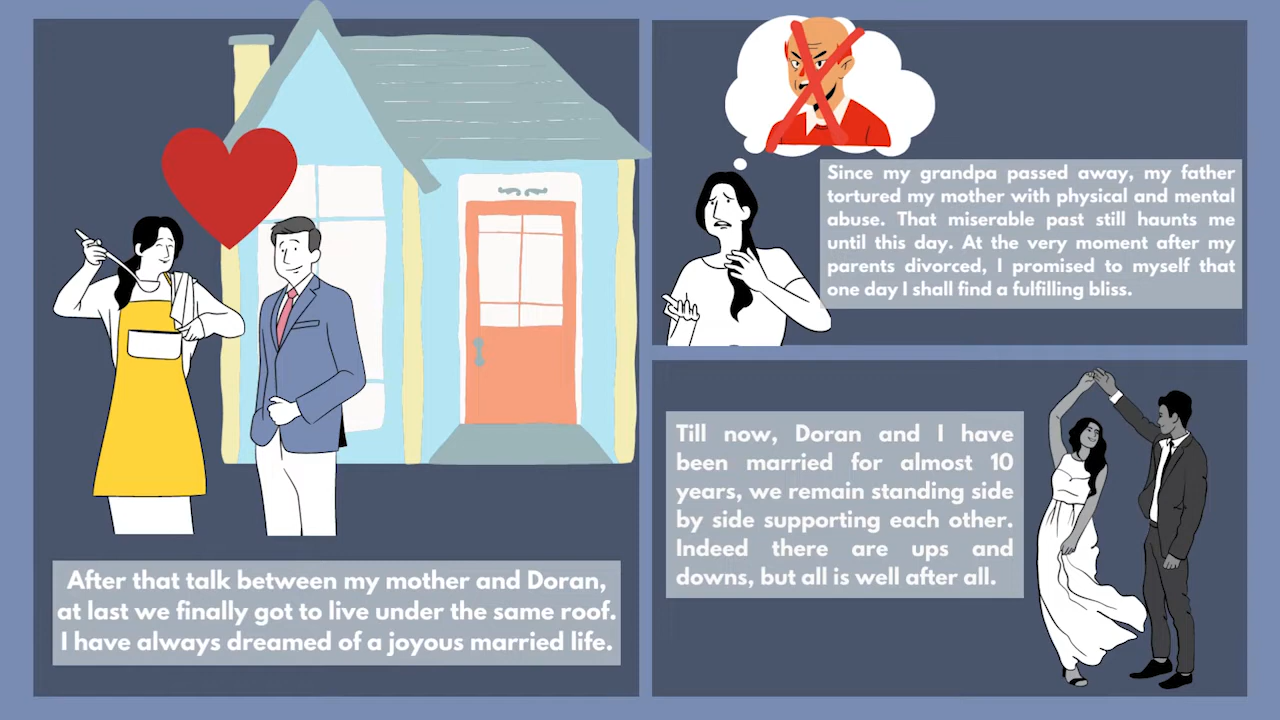 After that talk between my mother and Doran,
at last we finally got to live under the same roof.
I have always dreamed of a joyous married life.
Since my grandpa passed away, my father
tortured my mother with physical and mental
abuse. That miserable past still haunts me
until this day. At the very moment after my
parents divorced, I promised to myself that
one day I shall find a fulfilling bliss.
Till now, Doran and I have
been married for almost 10
years, we remain standing side
by side supporting each other.
Indeed there are ups and
downs, but all is well after all.